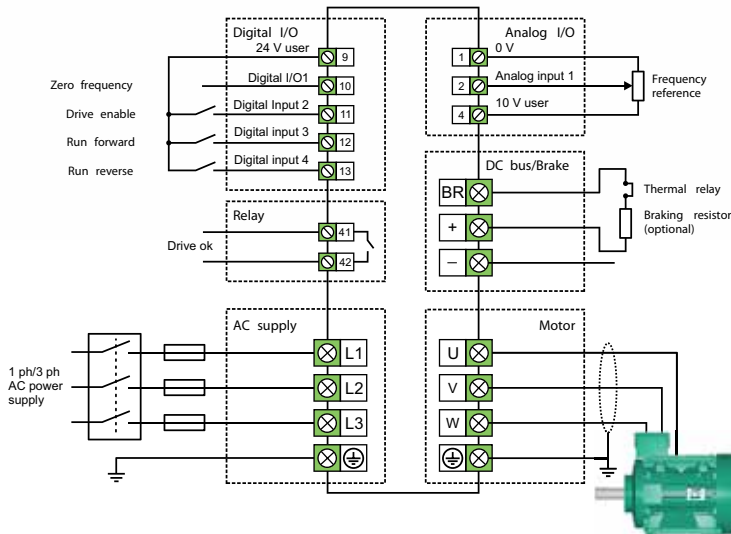 Digital I/O
24 V user
9
Zero frequency
Digital I/O1
10
Drive enable
Digital Input 2
11
Run forward
Digital input 3
12
Run reverse
Digital input 4
13
Relay
Drive ok
41
42
AC supply
1 ph/3 ph
AC power
supply
L1
L2
L3
Analog I/O
0 V
1
Analog input 1
2
10 V user
4
Frequency
reference
DC bus/Brake
BR
+
–
Thermal relay
Braking resistor
(optional)
Motor
U
V
W